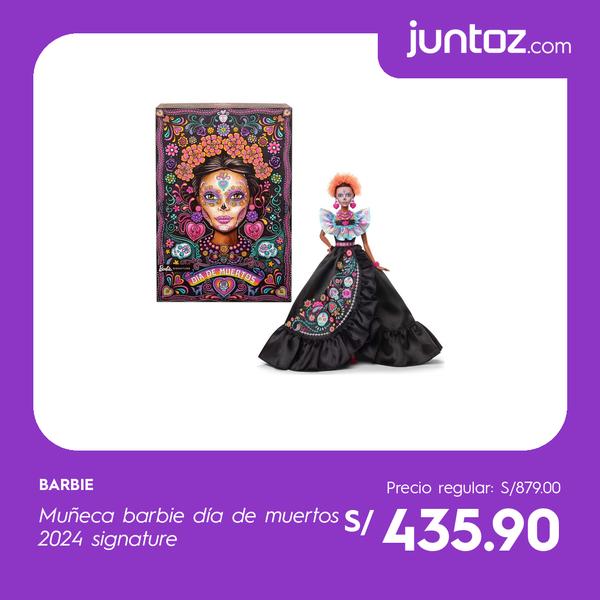 juntoz.com
Barbie SIGNATURE
DÍA DE MUERTOS
BARBIE
Muñeca barbie día de muertos
2024 signature
Precio regular: S/879.00
S/ 435.90